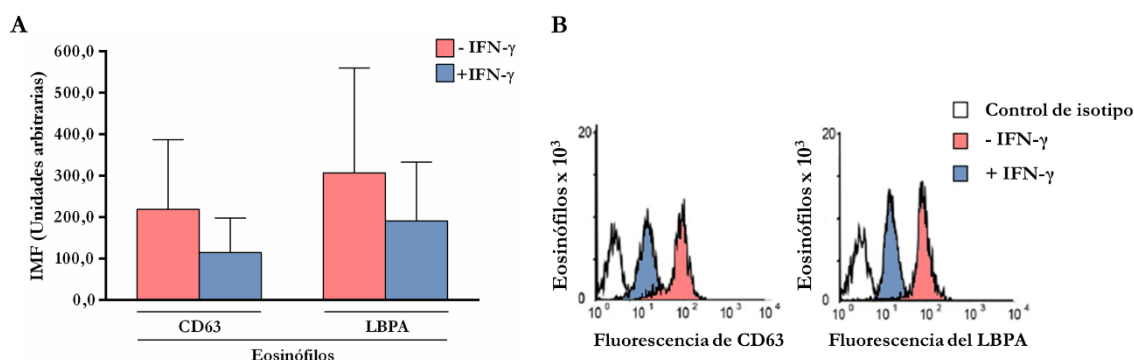 A
IMF (Unidades arbitrarias)
600,0
500,0
400,0
300,0
200,0
100,0
0,0
- IFN-γ
+IFN-γ
CD63
LBPA
Eosinófilos
B
Control de isotipo
- IFN-γ
+ IFN-γ
Eosinófilos x 10³
20
10
0
10⁰ 10¹ 10² 10³ 10⁴
Fluorescencia de CD63
Eosinófilos x 10³
20
10
0
10⁰ 10¹ 10² 10³ 10⁴
Fluorescencia del LBPA